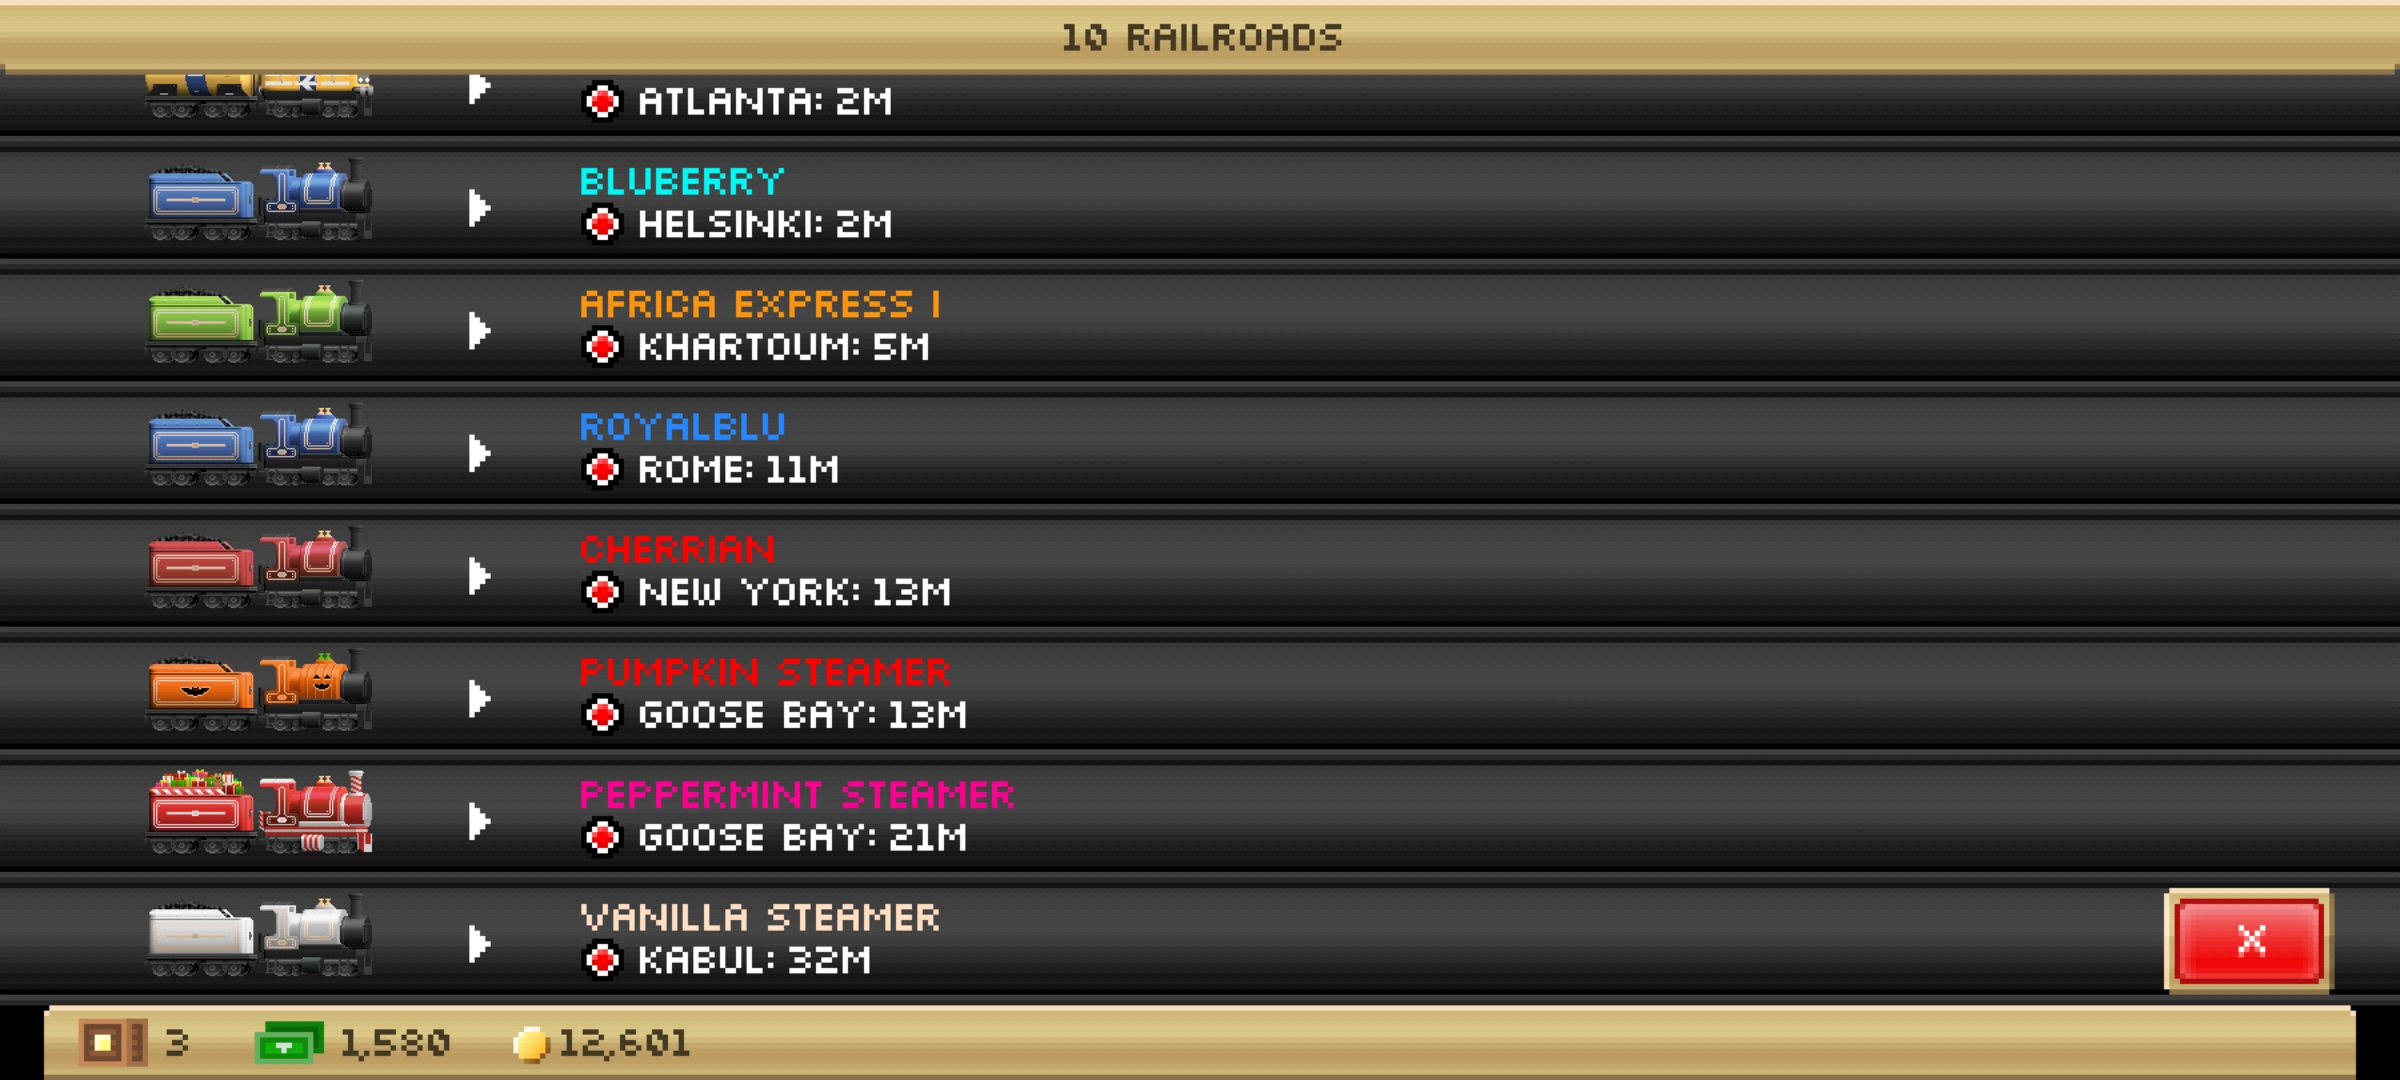 10 RAILROADS
ATLANTA: 2M
BLUBERRY
HELSINKI: 2M
AFRICA EXPRESS I
KHARTOUM: 5M
ROYALBLU
ROME: 11M
CHERRIAN
NEW YORK: 13M
PUMPKIN STEAMER
GOOSE BAY: 13M
PEPPERMINT STEAMER
GOOSE BAY: 21M
VANILLA STEAMER
KABUL: 32M
X
3 1,580 12,601